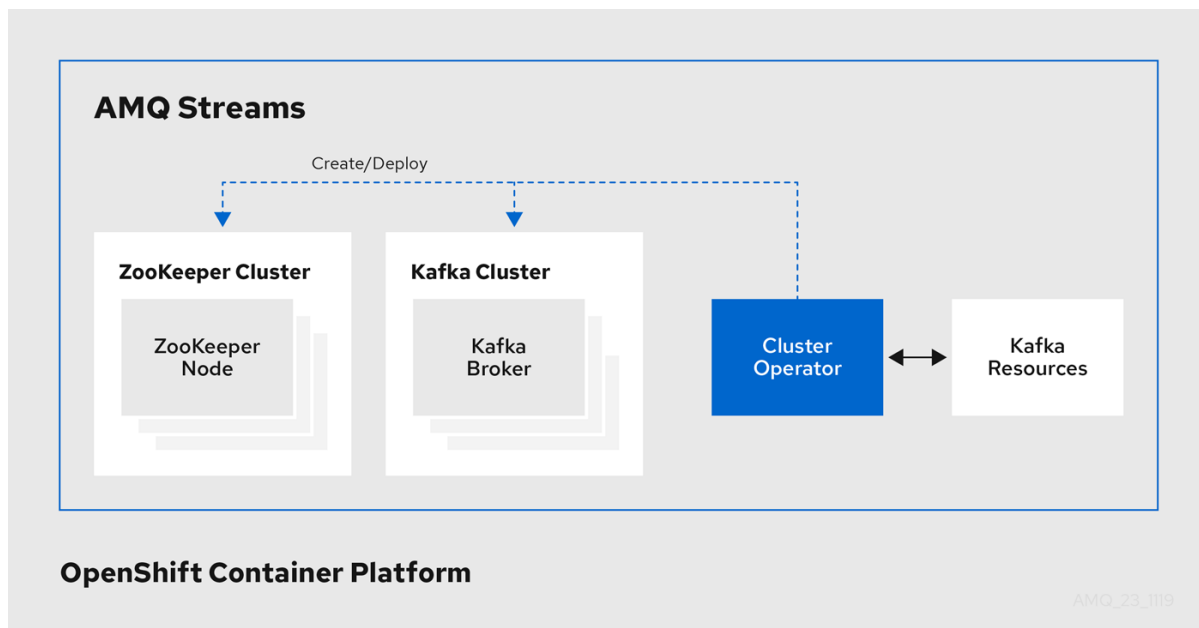 AMQ Streams
Create/Deploy
ZooKeeper Cluster
ZooKeeper
Node
Kafka Cluster
Kafka
Broker
Cluster
Operator
Kafka
Resources
OpenShift Container Platform
AMQ_23_1119